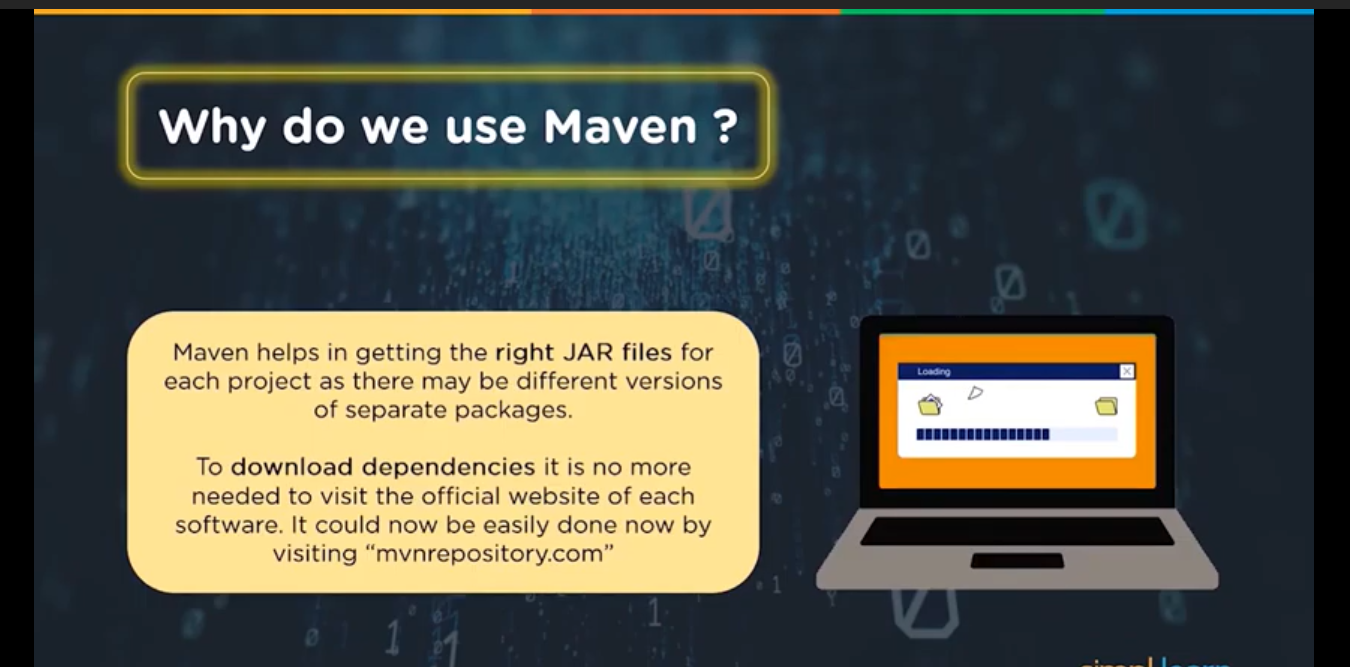 Why do we use Maven ?
Maven helps in getting the right JAR files for
each project as there may be different versions
of separate packages.
To download dependencies it is no more
needed to visit the official website of each
software. It could now be easily done now by
visiting “mvnrepository.com”
Loading